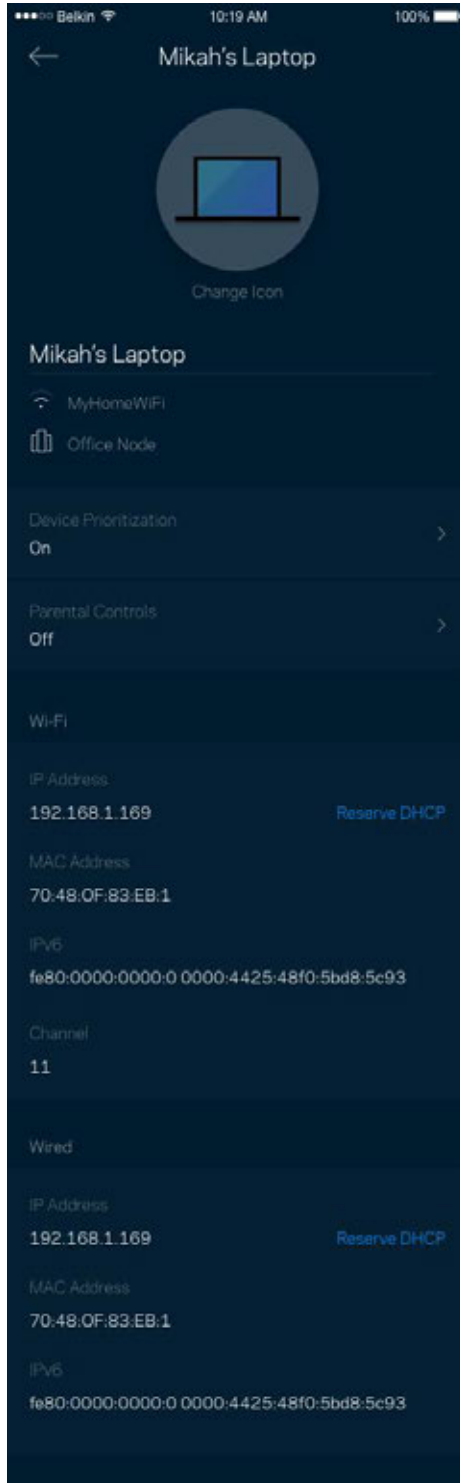 Belkin 10:19 AM 100%
Mikah's Laptop
Change Icon
Mikah's Laptop
MyHomeWiFi
Office Node
Device Prioritization
On
Parental Controls
Off
Wi-Fi
IP Address
192.168.1.169 Reserve DHCP
MAC Address
70:48:0F:83:EB:1
IPv6
fe80:0000:0000:0 0000:4425:48f0:5bd8:5c93
Channel
11
Wired
IP Address
192.168.1.169 Reserve DHCP
MAC Address
70:48:0F:83:EB:1
IPv6
fe80:0000:0000:0 0000:4425:48f0:5bd8:5c93